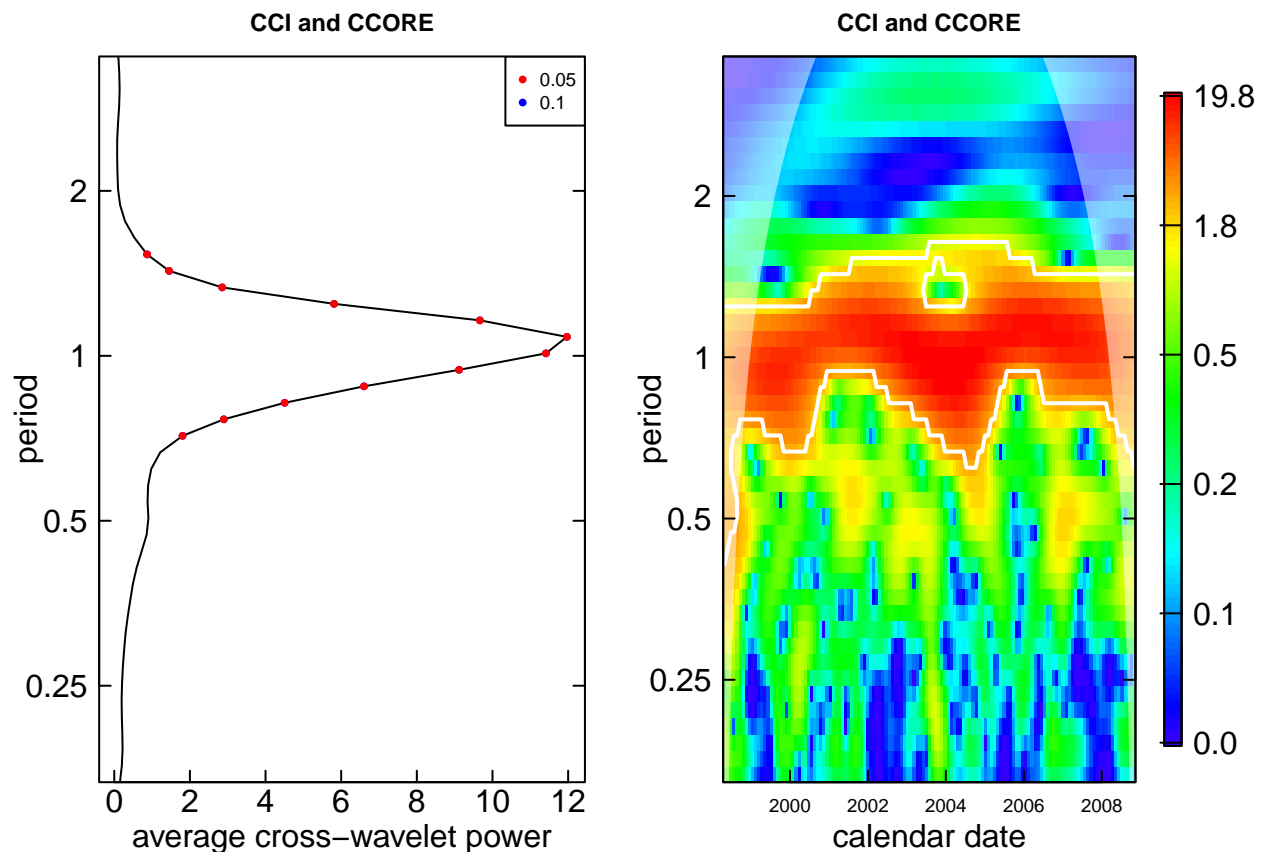 CCI and CCORE
0.05
0.1
2
1
0.5
0.25
period
0 2 4 6 8 10 12
average cross−wavelet power
CCI and CCORE
2
1
0.5
0.25
period
2000 2002 2004 2006 2008
calendar date
19.8
1.8
0.5
0.2
0.1
0.0